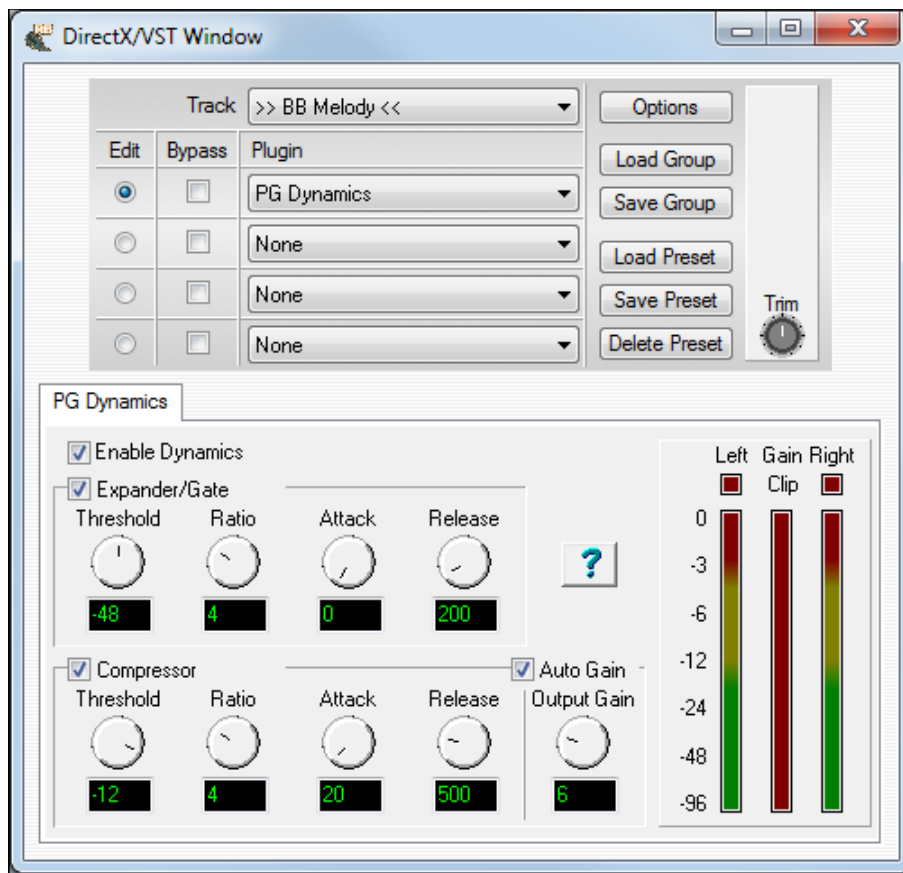 DirectX/VST Window
Track >> BB Melody << Options
Edit Bypass Plugin Load Group
PG Dynamics Save Group
None Load Preset
None Save Preset Trim
None Delete Preset
PG Dynamics
Enable Dynamics Left Gain Right
Expander/Gate Clip
Threshold Ratio Attack Release 0
? -3
-48 4 0 200 -6
Compressor Auto Gain -12
Threshold Ratio Attack Release Output Gain -24
-48
-12 4 20 500 6 -96